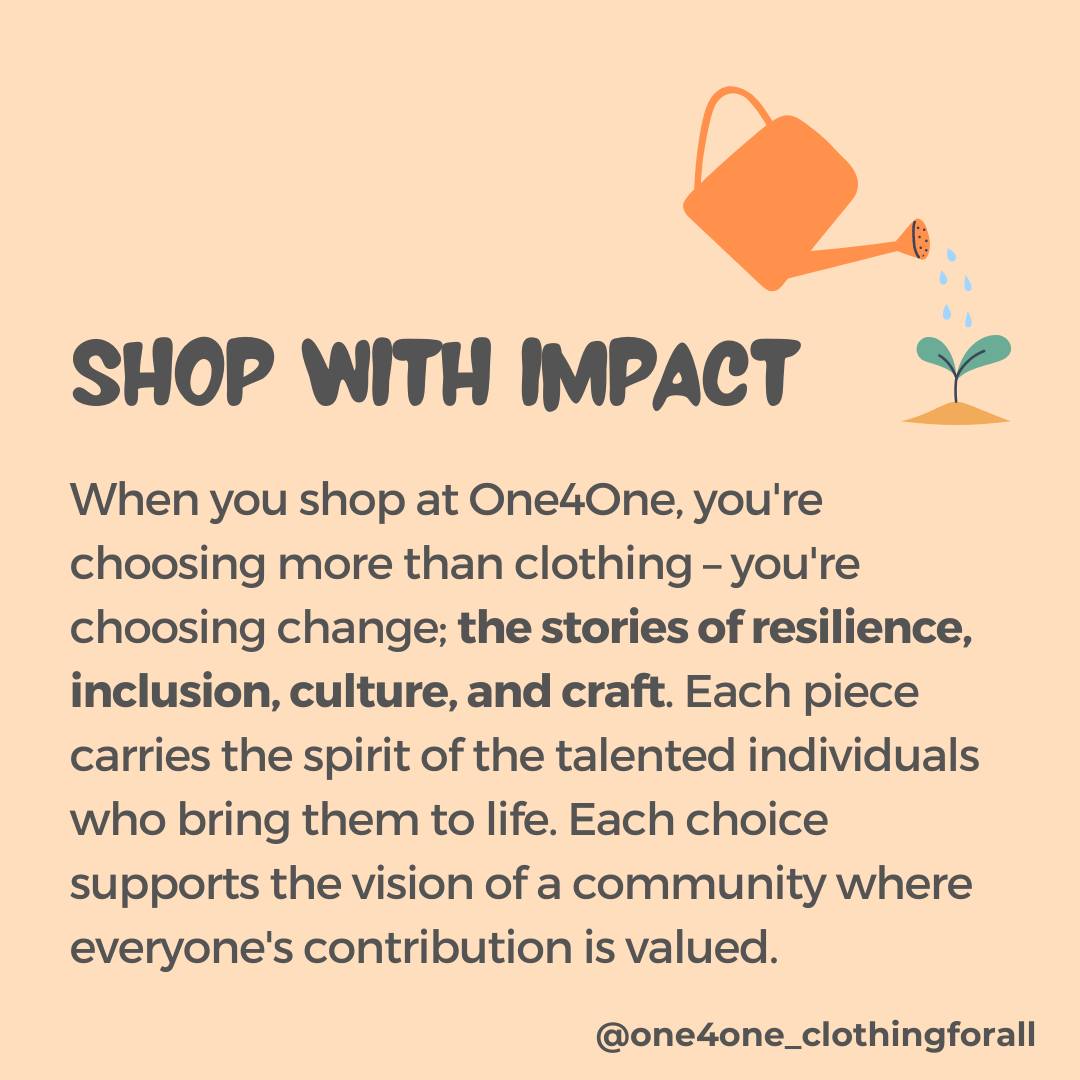 SHOP WITH IMPACT
When you shop at One4One, you're
choosing more than clothing – you're
choosing change; the stories of resilience,
inclusion, culture, and craft. Each piece
carries the spirit of the talented individuals
who bring them to life. Each choice
supports the vision of a community where
everyone's contribution is valued.
@one4one_clothingforall